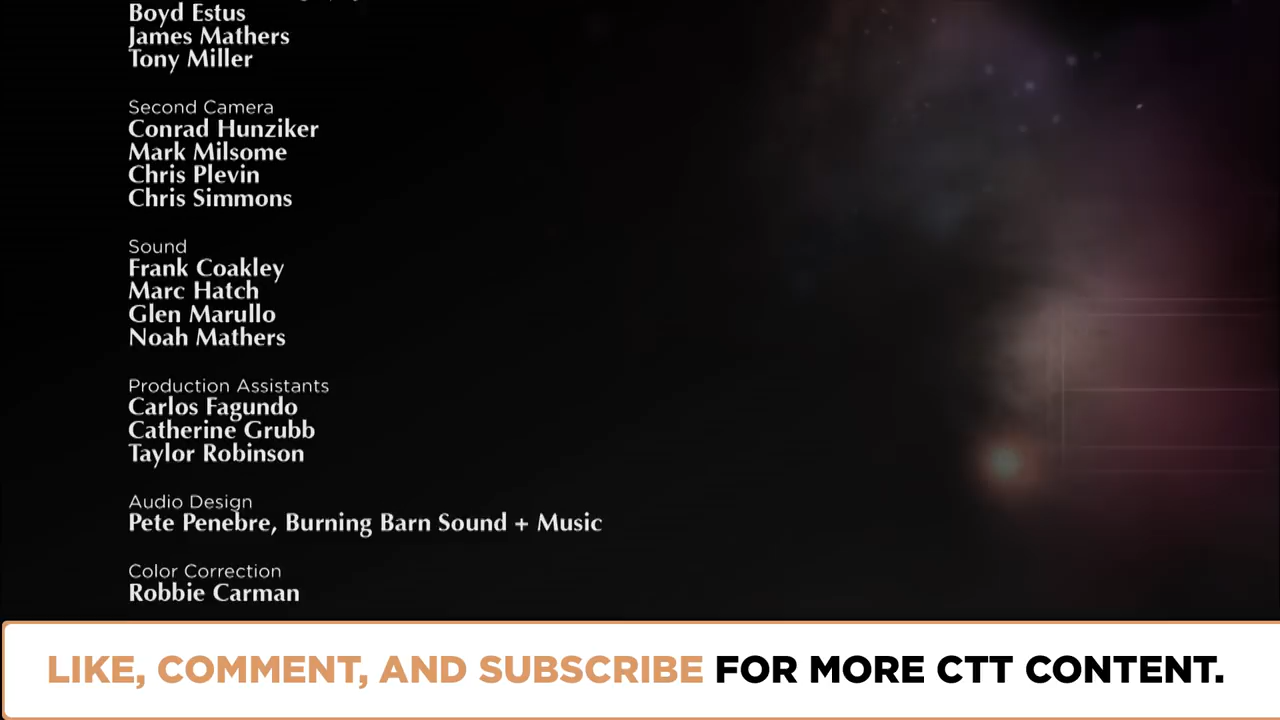 Boyd Estus
James Mathers
Tony Miller
Second Camera
Conrad Hunziker
Mark Milsome
Chris Plevin
Chris Simmons
Sound
Frank Coakley
Marc Hatch
Glen Marullo
Noah Mathers
Production Assistants
Carlos Fagundo
Catherine Grubb
Taylor Robinson
Audio Design
Pete Penebre, Burning Barn Sound + Music
Color Correction
Robbie Carman
LIKE, COMMENT, AND SUBSCRIBE FOR MORE CTT CONTENT.